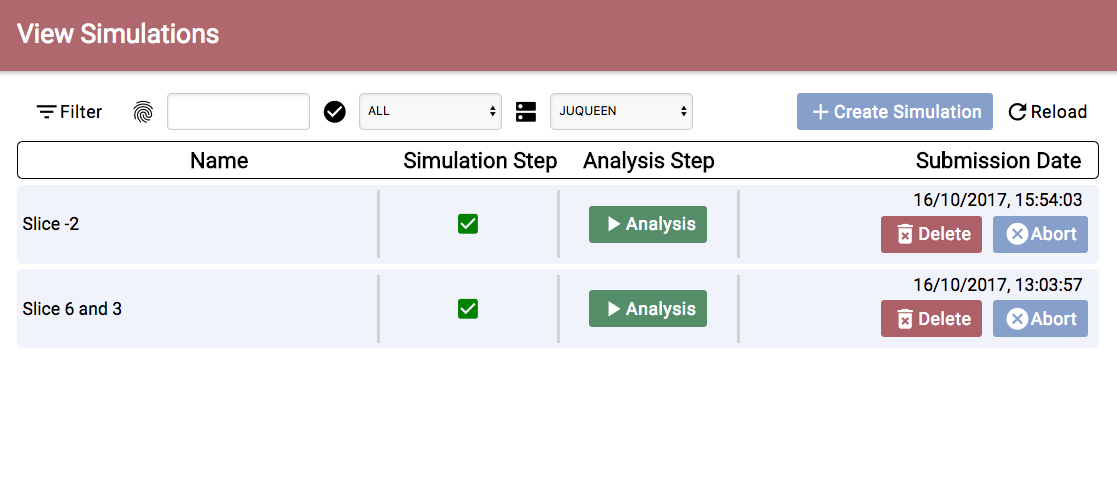 View Simulations
Filter ALL JUQUEEN Create Simulation Reload
Name Simulation Step Analysis Step Submission Date
16/10/2017, 15:54:03
Slice -2 Analysis Delete Abort
16/10/2017, 13:03:57
Slice 6 and 3 Analysis Delete Abort